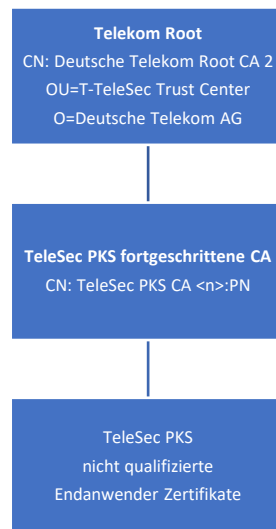 Telekom Root
CN: Deutsche Telekom Root CA 2
OU=T-TeleSec Trust Center
O=Deutsche Telekom AG
TeleSec PKS fortgeschrittene CA
CN: TeleSec PKS CA <n>:PN
TeleSec PKS
nicht qualifizierte
Endanwender Zertifikate